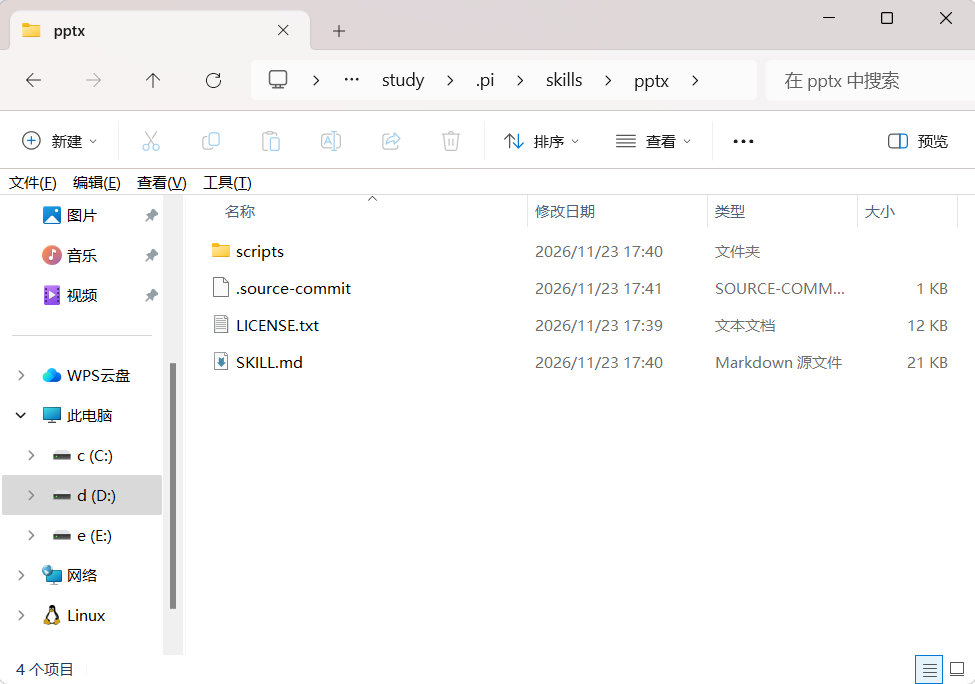 pptx
study
.pi
skills
pptx
在 pptx 中搜索
新建
排序
查看
预览
文件(F) 编辑(E) 查看(V) 工具(T)
图片
音乐
视频
WPS云盘
此电脑
c (C:)
d (D:)
e (E:)
网络
Linux
名称 修改日期 类型 大小
scripts 2026/11/23 17:40 文件夹
.source-commit 2026/11/23 17:41 SOURCE-COMM... 1 KB
LICENSE.txt 2026/11/23 17:39 文本文档 12 KB
SKILL.md 2026/11/23 17:40 Markdown 源文件 21 KB
4 个项目